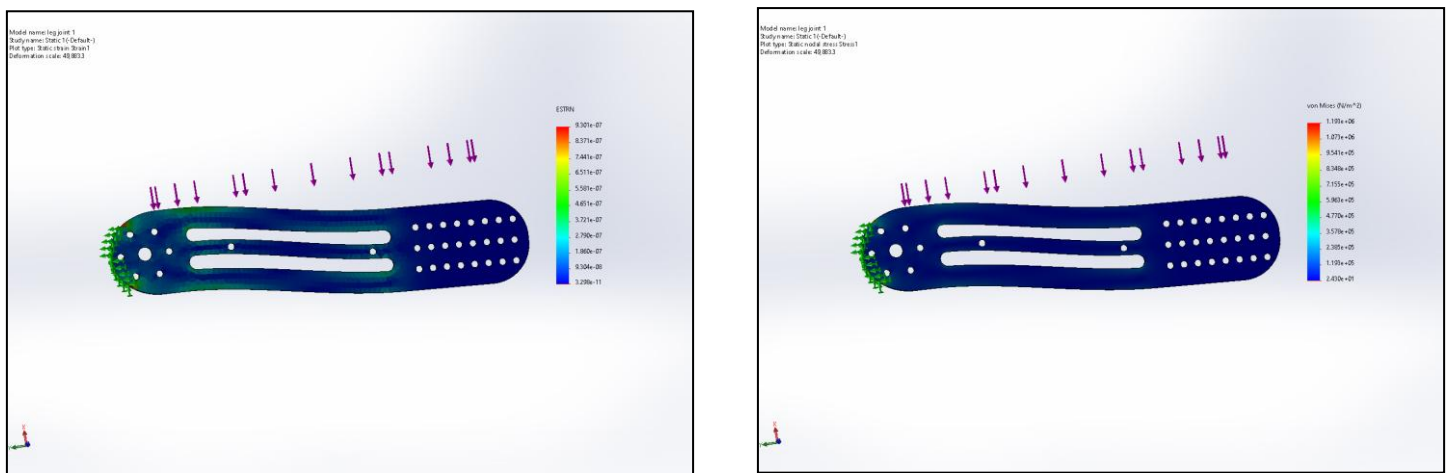 Model name: leg joint 1
Study name: Static 1(-Default-)
Plot type: Static strain Strain1
Deformation scale: 48,883.3
ESTRN
9.301e-07
8.371e-07
7.441e-07
6.511e-07
5.581e-07
4.651e-07
3.721e-07
2.790e-07
1.860e-07
9.304e-08
3.298e-11
Model name: leg joint 1
Study name: Static 1(-Default-)
Plot type: Static nodal stress Stress1
Deformation scale: 48,883.3
von Mises (N/m^2)
1.193e+06
1.073e+06
9.541e+05
8.348e+05
7.155e+05
5.963e+05
4.770e+05
3.578e+05
2.385e+05
1.193e+05
2.430e+01